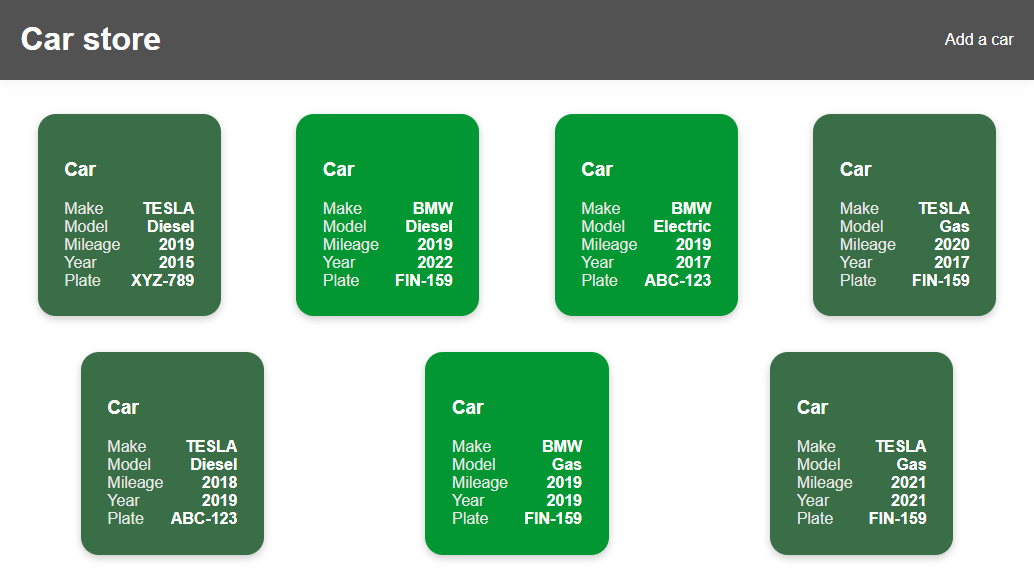 Car store
Add a car
Car
Make TESLA
Model Diesel
Mileage 2019
Year 2015
Plate XYZ-789
Car
Make BMW
Model Diesel
Mileage 2019
Year 2022
Plate FIN-159
Car
Make BMW
Model Electric
Mileage 2019
Year 2017
Plate ABC-123
Car
Make TESLA
Model Gas
Mileage 2020
Year 2017
Plate FIN-159
Car
Make TESLA
Model Diesel
Mileage 2018
Year 2019
Plate ABC-123
Car
Make BMW
Model Gas
Mileage 2019
Year 2019
Plate FIN-159
Car
Make TESLA
Model Gas
Mileage 2021
Year 2021
Plate FIN-159